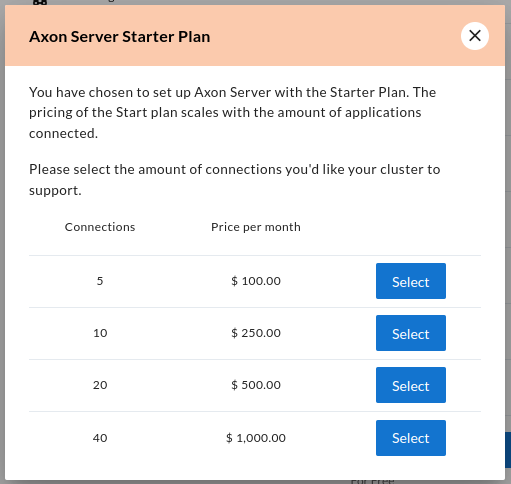 Axon Server Starter Plan
You have chosen to set up Axon Server with the Starter Plan. The
pricing of the Start plan scales with the amount of applications
connected.
Please select the amount of connections you'd like your cluster to
support.
Connections Price per month
5 $ 100.00 Select
10 $ 250.00 Select
20 $ 500.00 Select
40 $ 1,000.00 Select
For Free